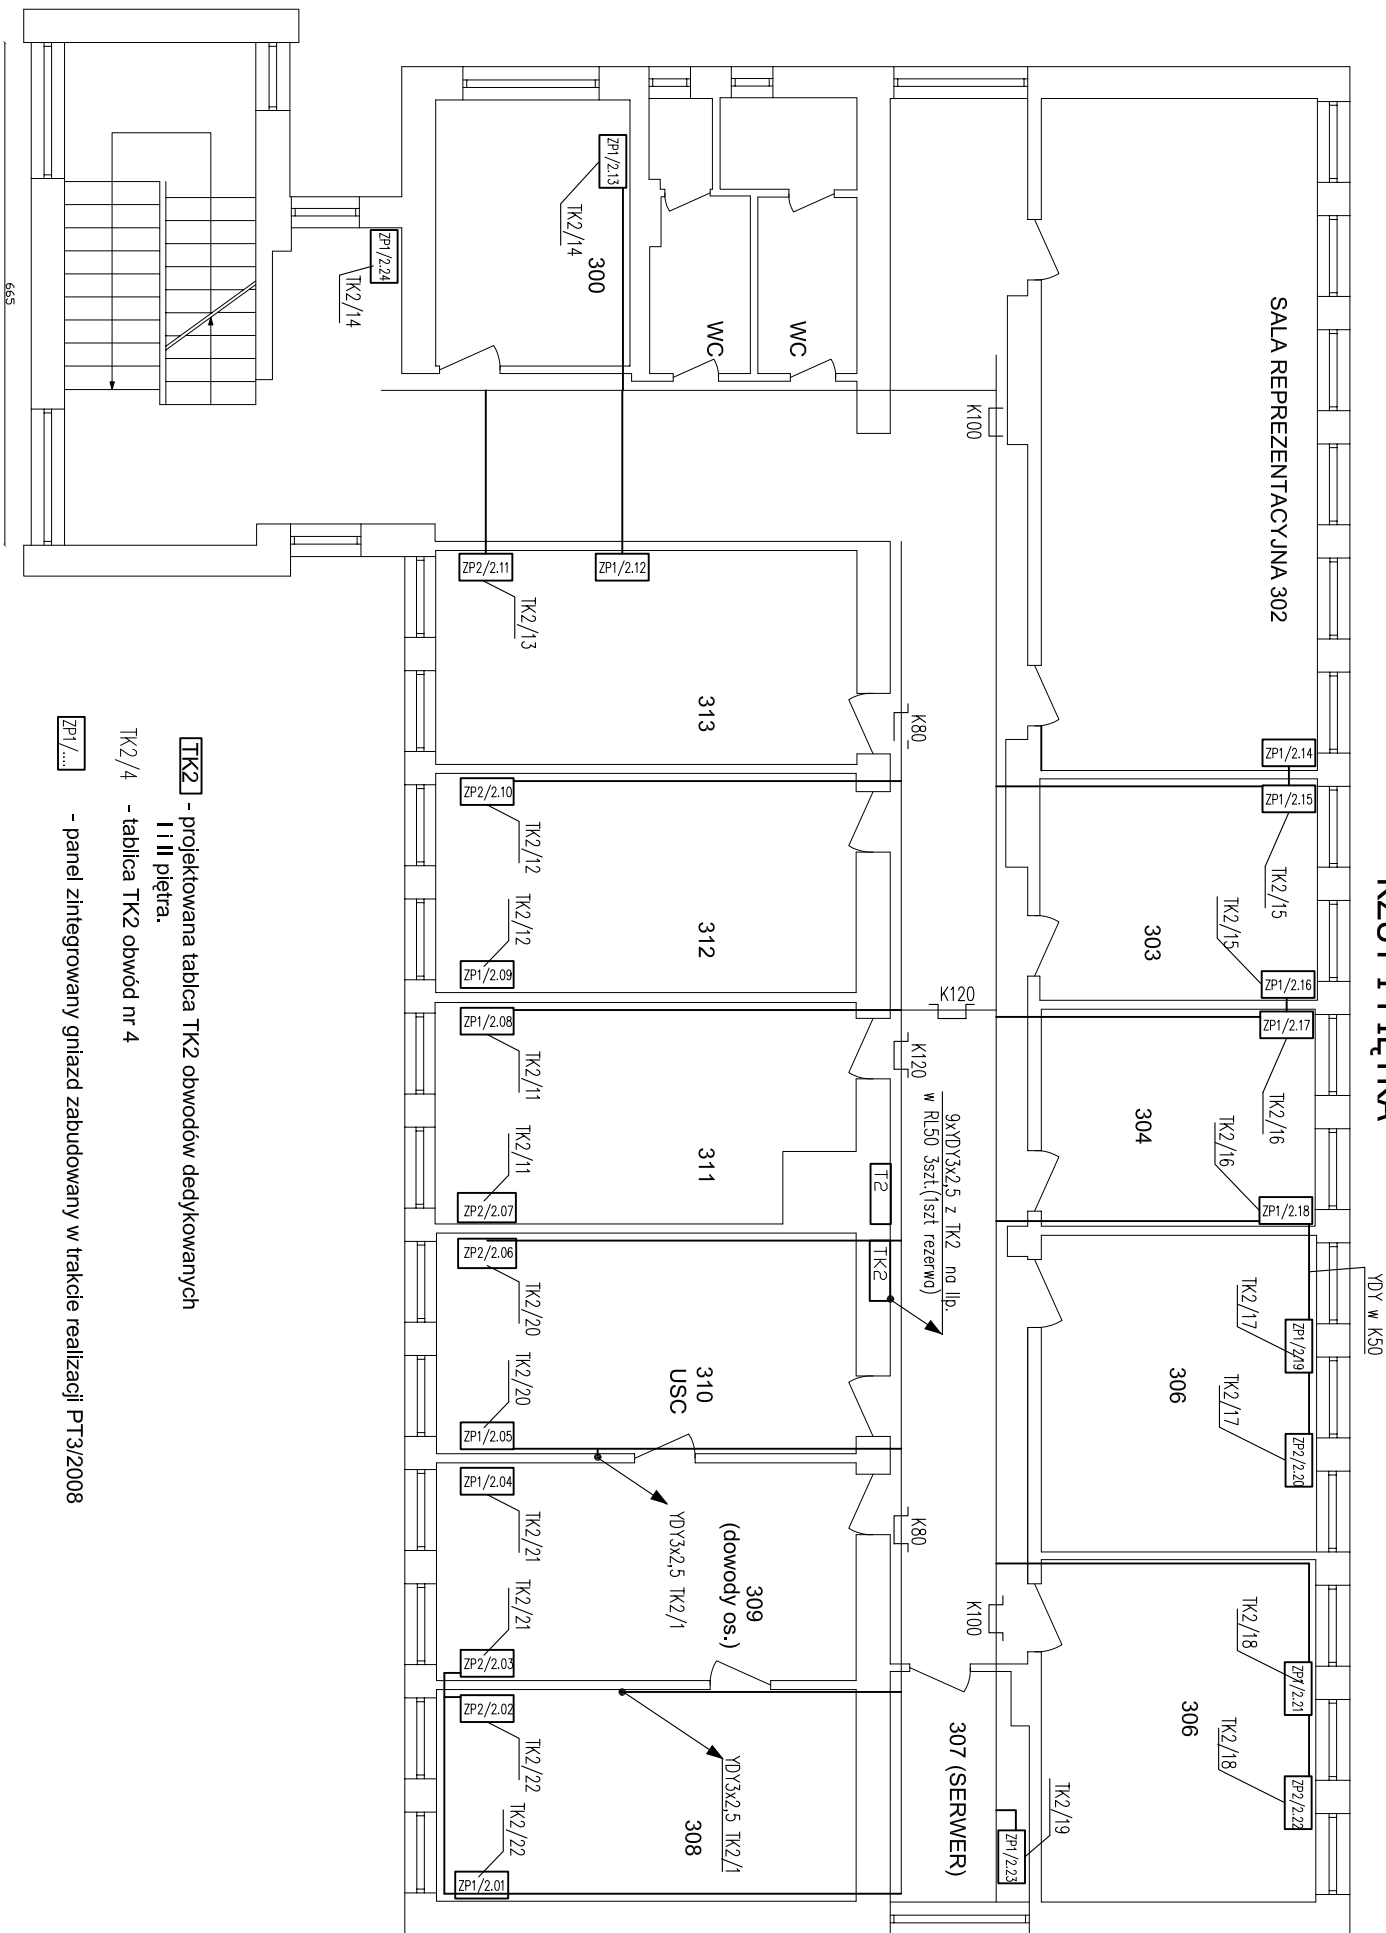 SALA REPREZENTACYJNA 302
ZP1/2.14
ZP1/2.15
TK2/15
TK2/15
303
ZP1/2.16
ZP1/2.17
TK2/16
TK2/16
304
ZP1/2.18
YDY w K50
ZP1/2.19
TK2/17
TK2/17
ZP2/2.20
306
TK2/18
ZP1/2.21
TK2/18
ZP2/2.22
306
TK2/19
ZP1/2.23
307 (SERWER)
K100
K80
K120
K120
K80
K100
9xYDY3x2,5 z TK2 na IIp.
w RL50 3szt.(1szt rezerwa)
T2
TK2
WC
WC
300
ZP1/2.13
TK2/14
ZP1/2.24
TK2/14
ZP1/2.12
ZP2/2.11
TK2/13
313
ZP2/2.10
TK2/12
TK2/12
ZP1/2.09
312
ZP1/2.08
TK2/11
TK2/11
ZP2/2.07
311
ZP2/2.06
TK2/20
TK2/20
ZP1/2.05
310
USC
YDY3x2,5 TK2/1
ZP1/2.04
TK2/21
TK2/21
ZP2/2.03
309
(dowody os.)
ZP2/2.02
TK2/22
TK2/22
ZP1/2.01
YDY3x2,5 TK2/1
308
665
TK2 - projektowana tablca TK2 obwodów dedykowanych
I i II piętra.
TK2/4 - tablica TK2 obwód nr 4
ZP1/.... - panel zintegrowany gniazd zabudowany w trakcie realizacji PT3/2008